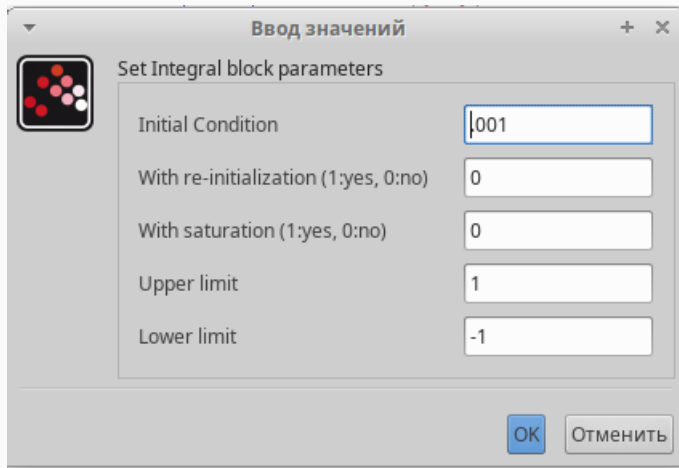 Ввод значений
Set Integral block parameters
Initial Condition .001
With re-initialization (1:yes, 0:no) 0
With saturation (1:yes, 0:no) 0
Upper limit 1
Lower limit -1
OK Отменить